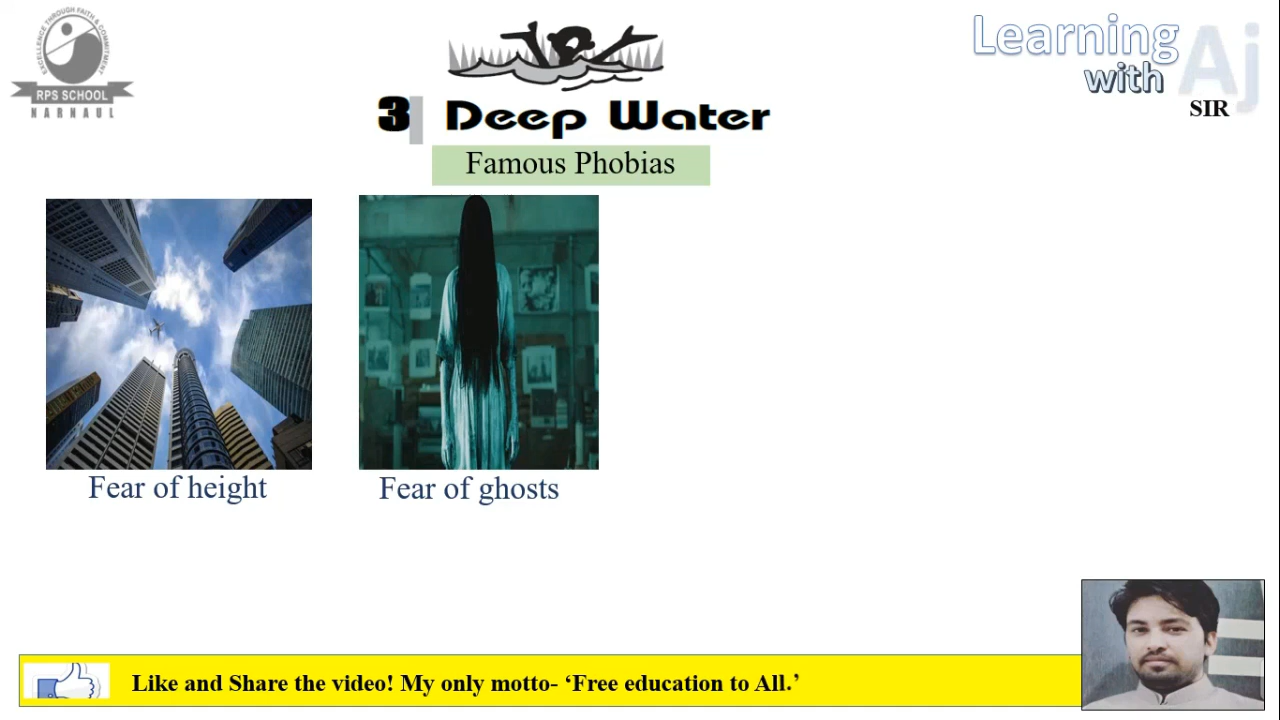 EXCELLENCE THROUGH FAITH & COMMITMENT
RPS SCHOOL
NARNAUL
Learning
with
Aj
SIR
3 Deep Water
Famous Phobias
Fear of height
Fear of ghosts
Like and Share the video! My only motto- ‘Free education to All.’